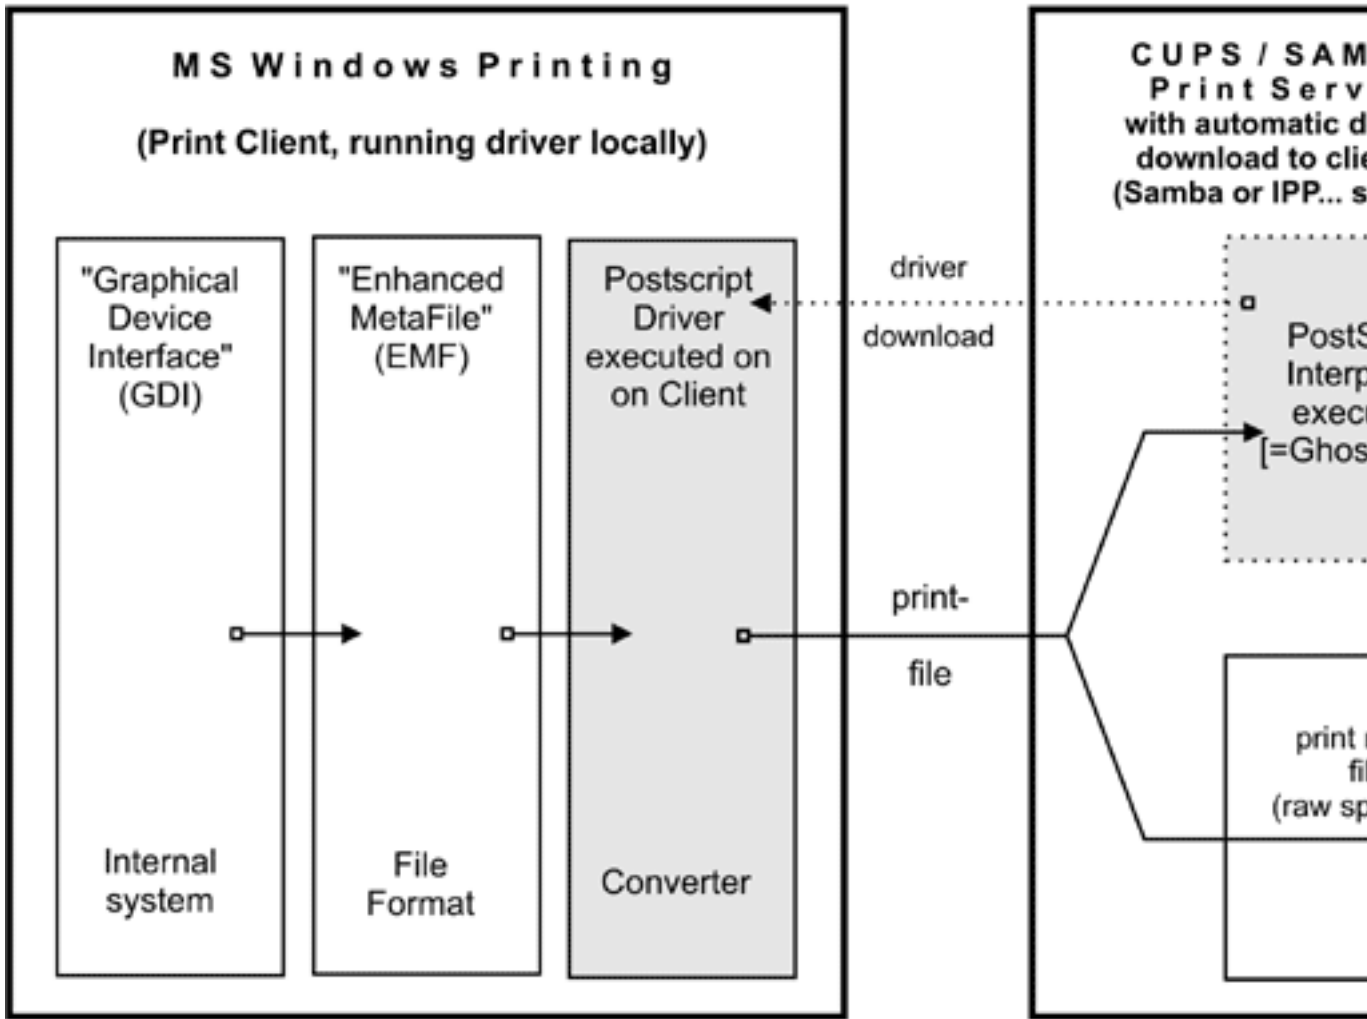 MS Windows Printing
(Print Client, running driver locally)
"Graphical
Device
Interface"
(GDI)
Internal
system
"Enhanced
MetaFile"
(EMF)
File
Format
Postscript
Driver
executed on
on Client
Converter
driver
download
print-
file
CUPS / SAM
Print Serv
with automatic d
download to clie
(Samba or IPP... s
PostS
Interp
execu
[=Ghos
print
fil
(raw sp